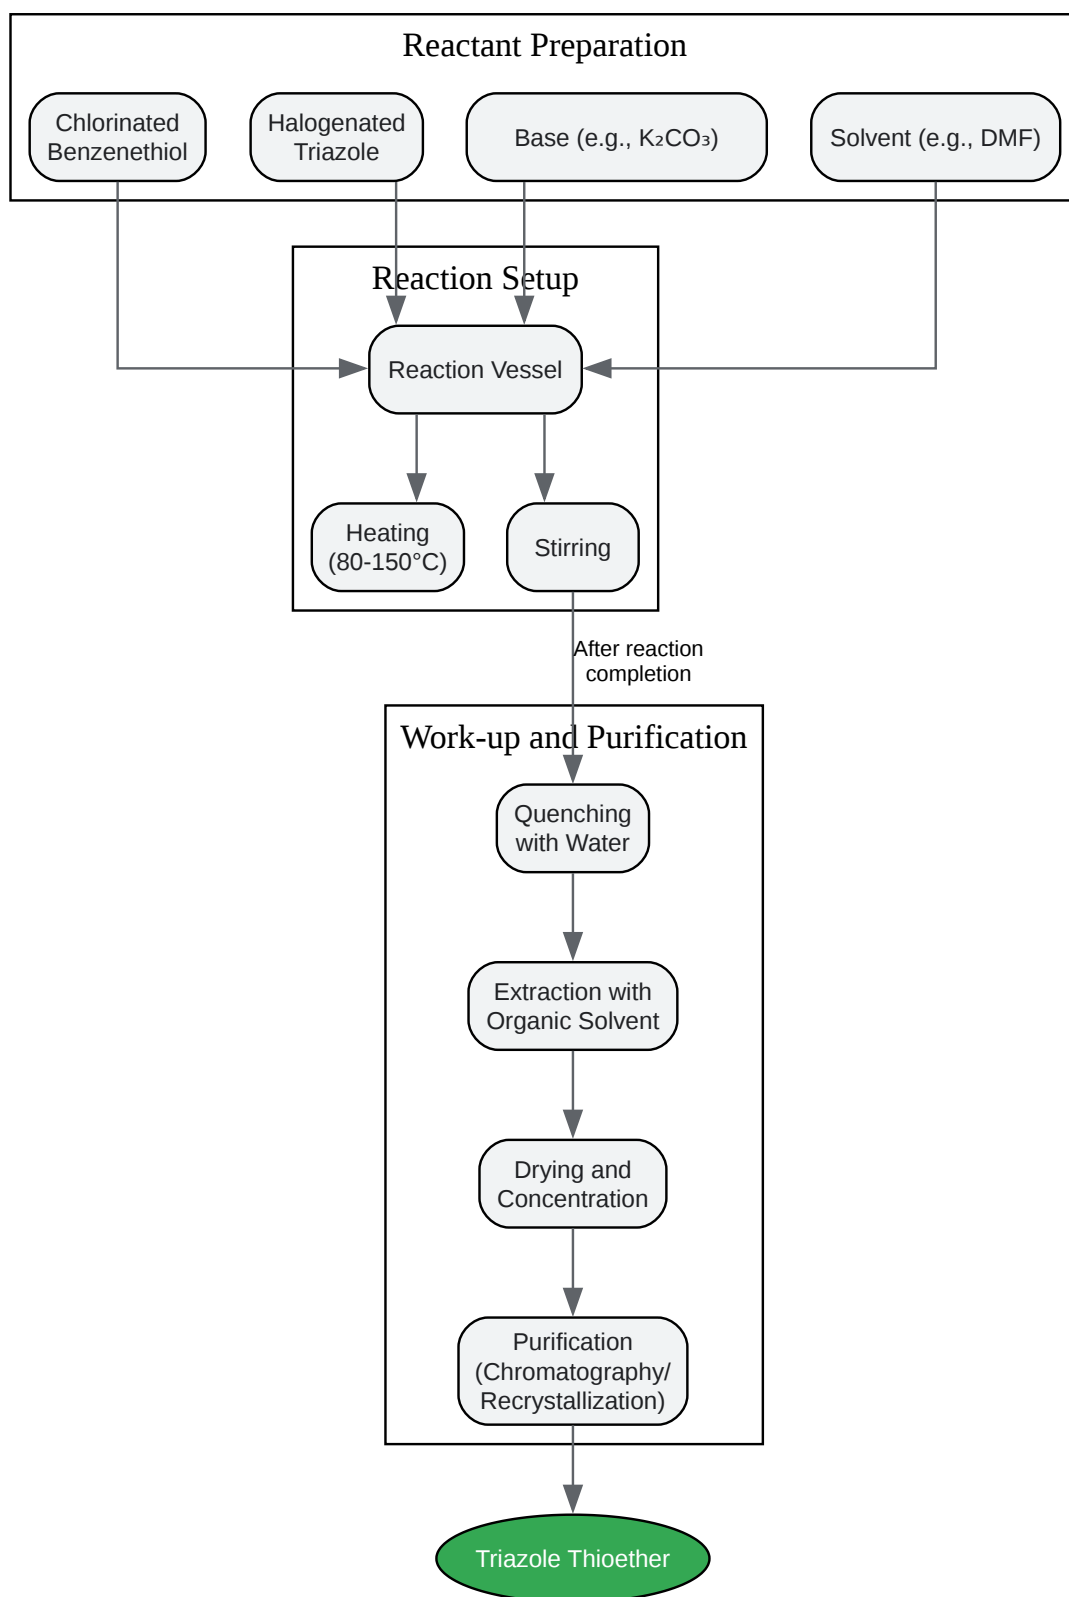 Reactant Preparation
Chlorinated
Benzenethiol
Halogenated
Triazole
Base (e.g., K₂CO₃)
Solvent (e.g., DMF)
Reaction Setup
Reaction Vessel
Heating
(80-150°C)
Stirring
After reaction
completion
Work-up and Purification
Quenching
with Water
Extraction with
Organic Solvent
Drying and
Concentration
Purification
(Chromatography/
Recrystallization)
Triazole Thioether